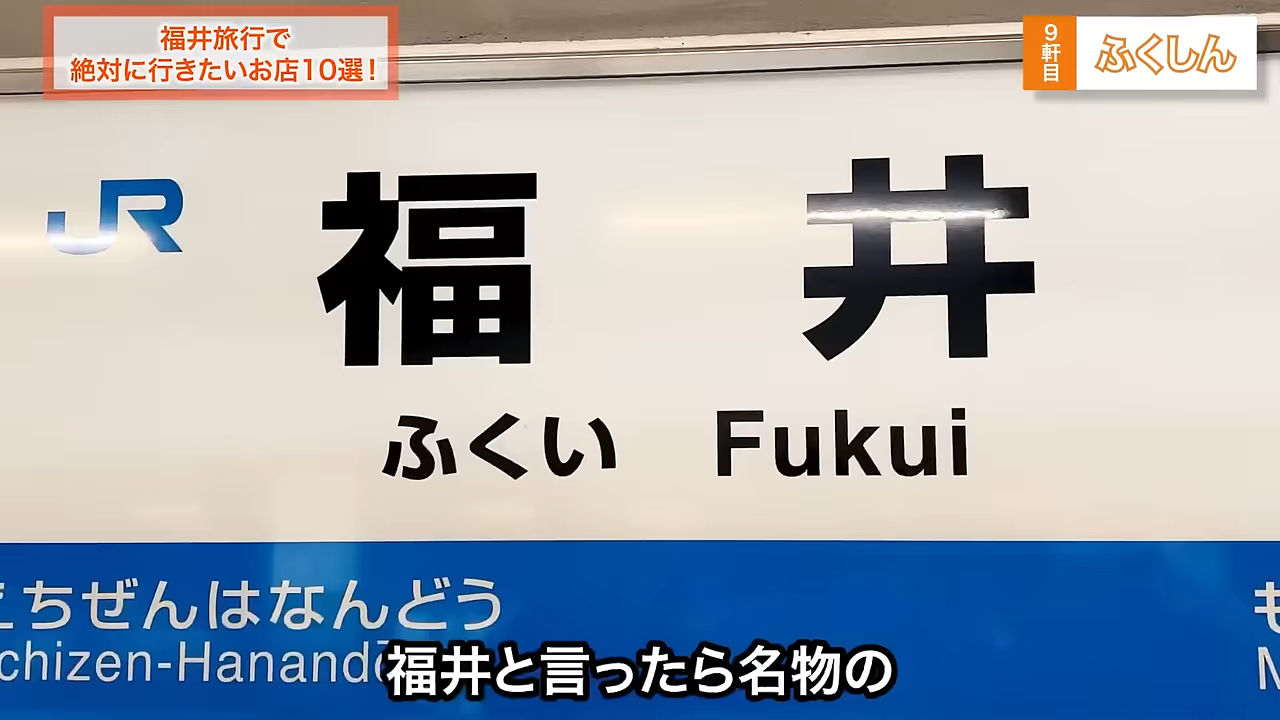 福井旅行で
絶対に行きたいお店10選！
9軒目
ふくしん
JR
福井
ふくい Fukui
ちぜんはなんどう
chizen-Hanand
福井と言ったら名物の